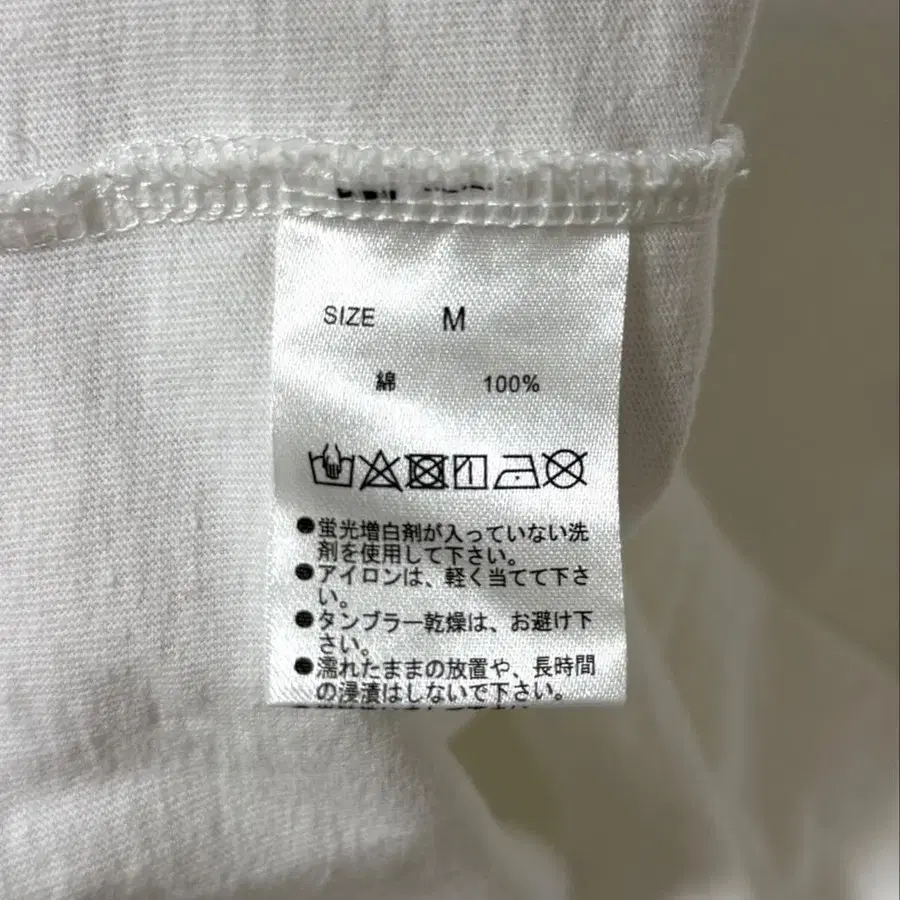 SIZE M
綿 100%
●蛍光増白剤が入っていない洗
剤を使用して下さい。
●アイロンは、軽く当てて下さ
い。
●タンブラー乾燥は、お避け下
さい。
●濡れたままの放置や、長時間
の浸漬はしないで下さい。